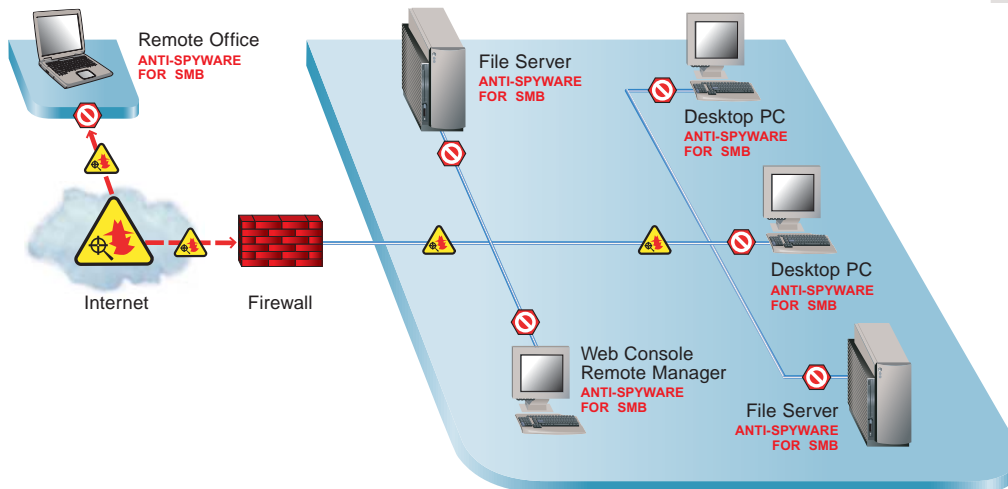 Remote Office
ANTI-SPYWARE
FOR SMB
File Server
ANTI-SPYWARE
FOR SMB
Desktop PC
ANTI-SPYWARE
FOR SMB
Internet
Firewall
Desktop PC
ANTI-SPYWARE
FOR SMB
Web Console
Remote Manager
ANTI-SPYWARE
FOR SMB
File Server
ANTI-SPYWARE
FOR SMB